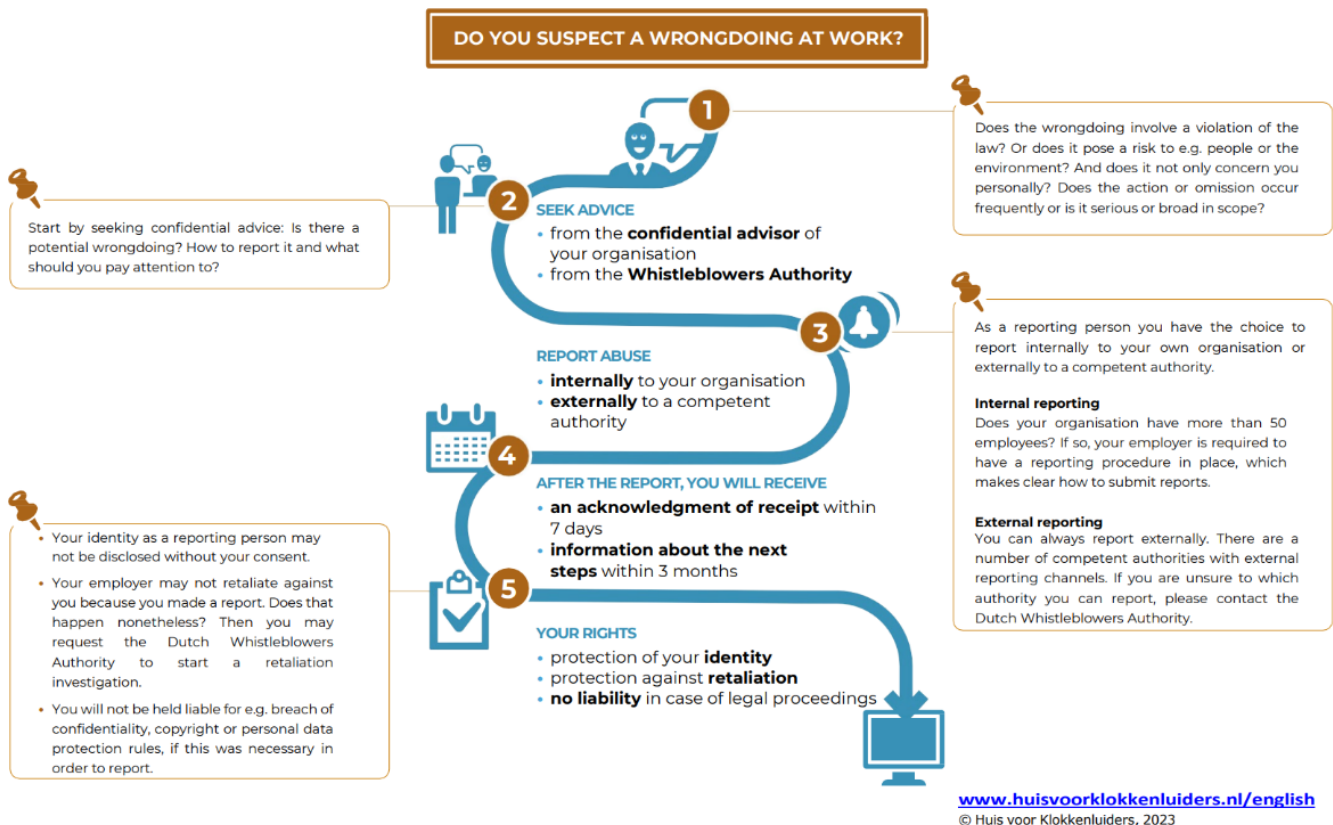 DO YOU SUSPECT A WRONGDOING AT WORK?
1
Does the wrongdoing involve a violation of the
law? Or does it pose a risk to e.g. people or the
environment? And does it not only concern you
personally? Does the action or omission occur
frequently or is it serious or broad in scope?
2
Start by seeking confidential advice: Is there a
potential wrongdoing? How to report it and what
should you pay attention to?
SEEK ADVICE
• from the confidential advisor of
your organisation
• from the Whistleblowers Authority
3
As a reporting person you have the choice to
report internally to your own organisation or
externally to a competent authority.
Internal reporting
Does your organisation have more than 50
employees? If so, your employer is required to
have a reporting procedure in place, which
makes clear how to submit reports.
External reporting
You can always report externally. There are a
number of competent authorities with external
reporting channels. If you are unsure to which
authority you can report, please contact the
Dutch Whistleblowers Authority.
REPORT ABUSE
• internally to your organisation
• externally to a competent
authority
4
AFTER THE REPORT, YOU WILL RECEIVE
• an acknowledgment of receipt within
7 days
• information about the next
steps within 3 months
5
• Your identity as a reporting person may
not be disclosed without your consent.
• Your employer may not retaliate against
you because you made a report. Does that
happen nonetheless? Then you may
request the Dutch Whistleblowers
Authority to start a retaliation
investigation.
• You will not be held liable for e.g. breach of
confidentiality, copyright or personal data
protection rules, if this was necessary in
order to report.
YOUR RIGHTS
• protection of your identity
• protection against retaliation
• no liability in case of legal proceedings
www.huisvoorklokkenluiders.nl/english
© Huis voor Klokkenluiders, 2023